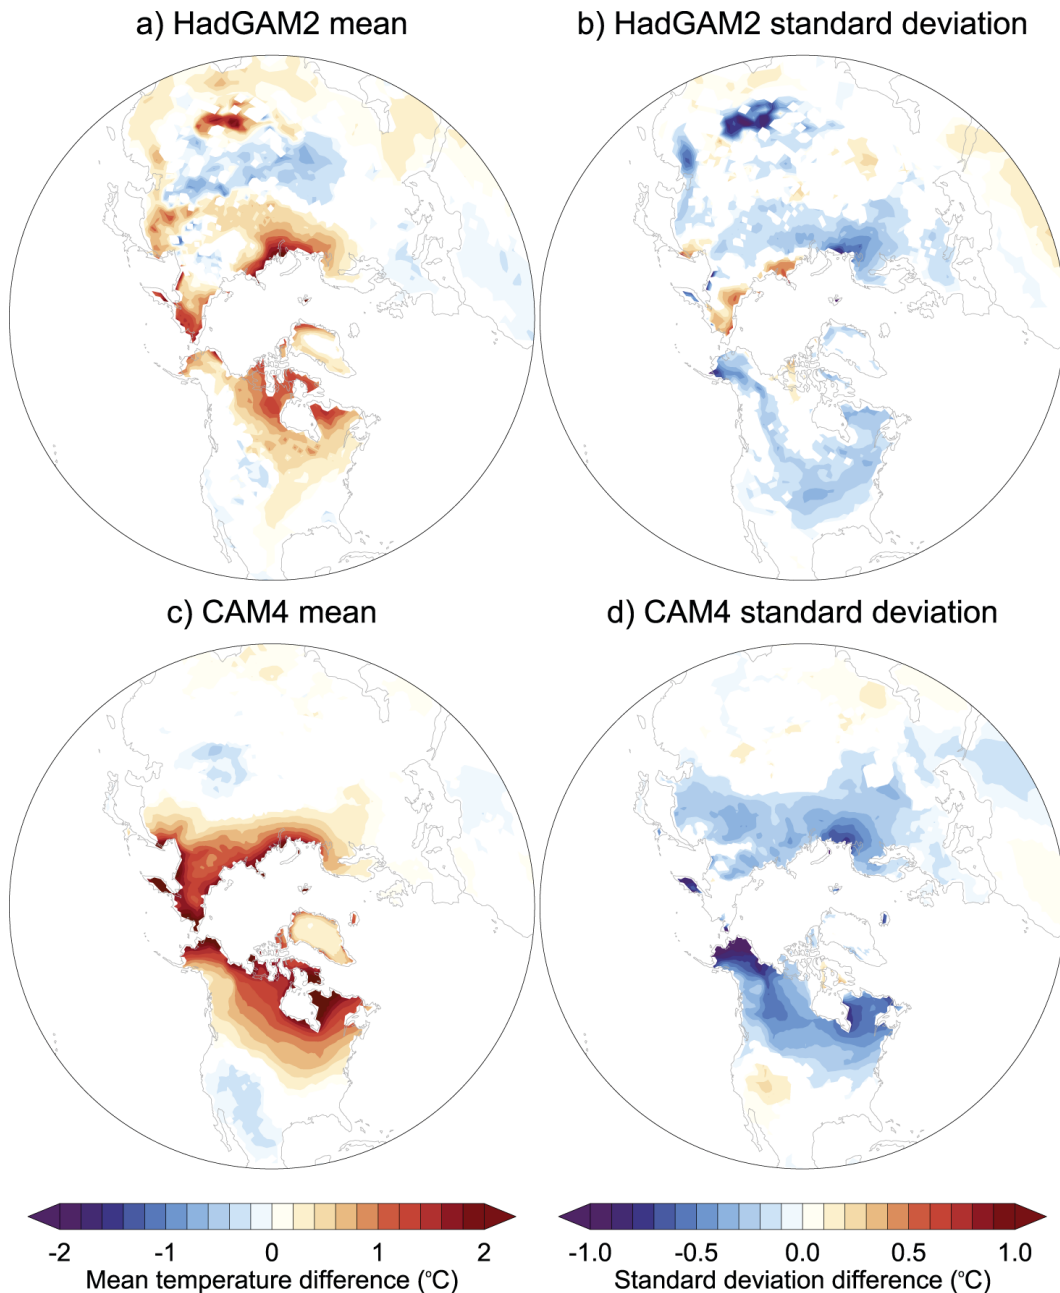 a) HadGAM2 mean
b) HadGAM2 standard deviation
c) CAM4 mean
d) CAM4 standard deviation
-2 -1 0 1 2
Mean temperature difference (°C)
-1.0 -0.5 0.0 0.5 1.0
Standard deviation difference (°C)